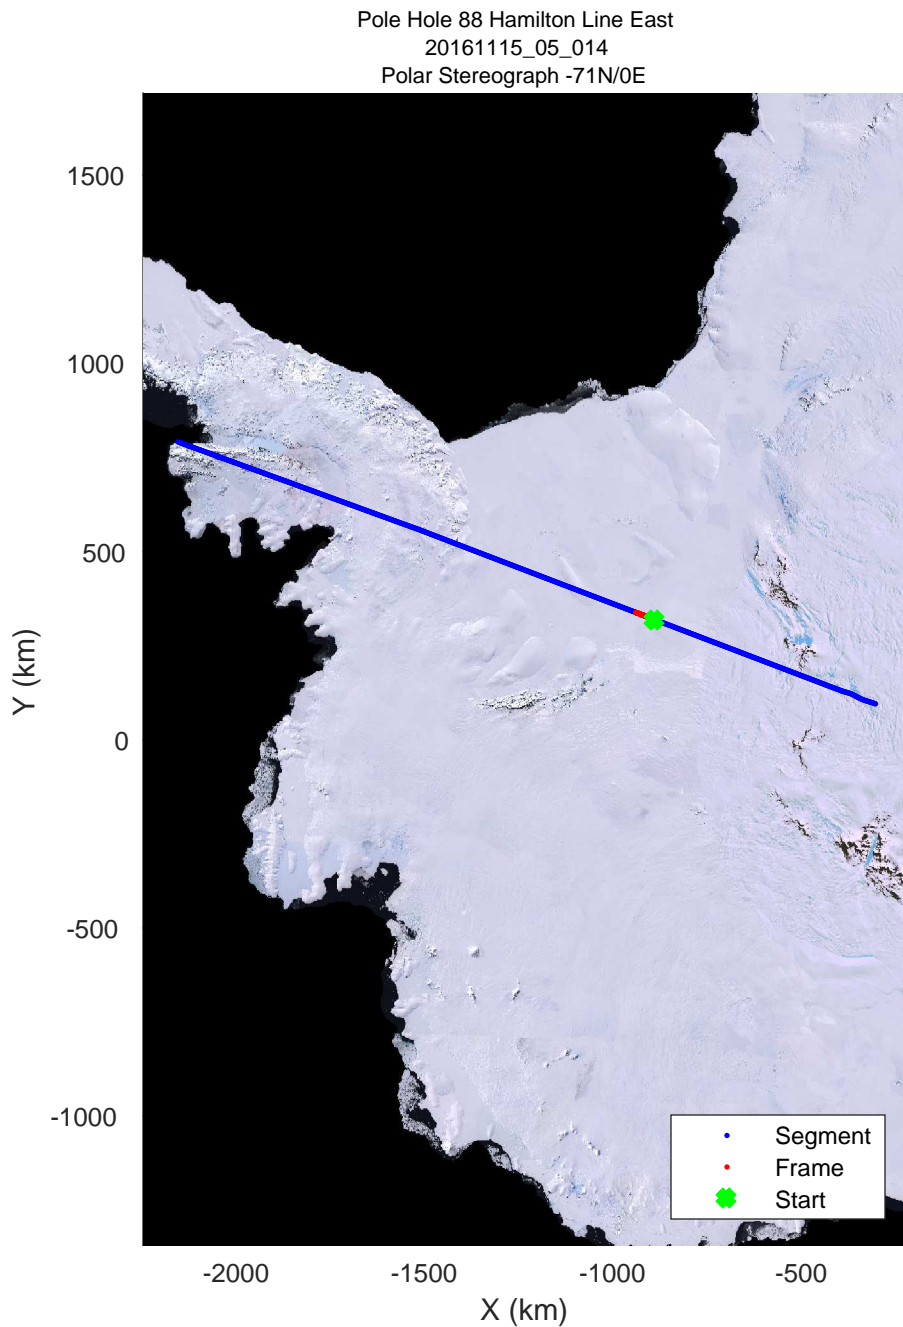 Pole Hole 88 Hamilton Line East
20161115_05_014
Polar Stereograph -71N/0E
1500
1000
500
0
-500
-1000
Y (km)
Segment
Frame
Start
-2000
-1500
-1000
-500
X (km)